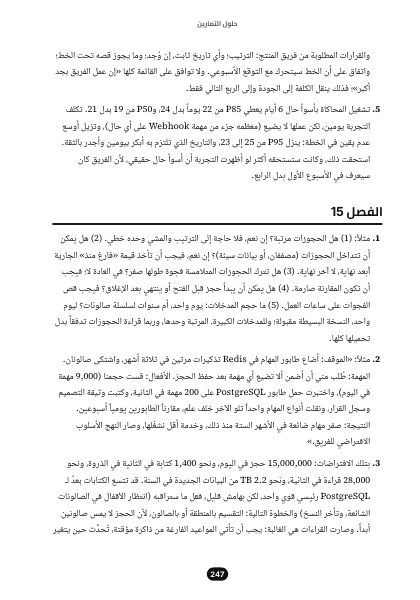 حلول التمارين
والقرارات المطلوبة من فريق المنتج: الترتيب؛ وأي تاريخ ثابت، إن وُجد؛ وما يجوز قصه تحت الخط؛
واتفاق على أن الخط سيتحرك مع التوقع الأسبوعي. ولا توافق على القائمة كلها «إن عمل الفريق بجد
أكبر»؛ فذلك ينقل الكلفة إلى الجودة وإلى الربع التالي فقط.
5. تشغيل المحاكاة بأسوأ حال 6 أيام يعطي P85 من 22 يوماً بدل 24، وP50 من 19 بدل 21. تكلف
التجربة يومين، لكن عملها لا يضيع (معظمه جزء من مهمة Webhook على أي حال)، وتزيل أوسع
عدم يقين في الخطة: ينزل P95 من 25 إلى 23، والتاريخ الذي تلتزم به أبكر بيومين وأجدر بالثقة.
استحقت ذلك، وكانت ستستحقه أكثر لو أظهرت التجربة أن أسوأ حال حقيقي، لأن الفريق كان
سيعرف في الأسبوع الأول بدل الرابع.
الفصل 15
1. مثلاً: (1) هل الحجوزات مرتبة؟ إن نعم، فلا حاجة إلى الترتيب والمشي وحده خطي. (2) هل يمكن
أن تتداخل الحجوزات (مصففان، أو بيانات سيئة)؟ إن نعم، فيجب أن تأخذ قيمة «فارغ منذ» الجارية
أبعد نهاية، لا آخر نهاية. (3) هل تترك الحجوزات المتلامسة فجوة طولها صفر؟ في العادة لا؛ فيجب
أن تكون المقارنة صارمة. (4) هل يمكن أن يبدأ حجز قبل الفتح أو ينتهي بعد الإغلاق؟ فيجب قص
الفجوات على ساعات العمل. (5) ما حجم المدخلات: يوم واحد، أم سنوات لسلسلة صالونات؟ ليوم
واحد، النسخة البسيطة مقبولة؛ وللمدخلات الكبيرة، المرتبة وحدها، وربما قراءة الحجوزات تدفقاً بدل
تحميلها كلها.
2. مثلاً: «الموقف: أضاع طابور المهام في Redis تذكيرات مرتين في ثلاثة أشهر، واشتكى صالونان.
المهمة: طُلب مني أن أضمن ألا تضيع أي مهمة بعد حفظ الحجز. الأفعال: قست حجمنا (9,000 مهمة
في اليوم)، واختبرت حمل طابور PostgreSQL على 200 مهمة في الثانية، وكتبت وثيقة التصميم
وسجل القرار، ونقلت أنواع المهام واحداً تلو الآخر خلف علم، مقارناً الطابورين يومياً أسبوعين.
النتيجة: صفر مهام ضائعة في الأشهر الستة منذ ذلك، وخدمة أقل نشغّلها، وصار النهج الأسلوب
الافتراضي للفريق.»
3. بتلك الافتراضات: 15,000,000 حجز في اليوم، ونحو 1,400 كتابة في الثانية في الذروة، ونحو
28,000 قراءة في الثانية، ونحو 2.2 TB من البيانات الجديدة في السنة. قد تتسع الكتابات بعدُ لـ
PostgreSQL رئيسي قوي واحد، لكن بهامش قليل، فعل ما سنراقبه (انتظار الأقفال في الصالونات
الشائعة، وتأخر النسخ) والخطوة التالية: التقسيم بالمنطقة أو بالصالون، لأن الحجز لا يمس صالونين
أبداً. وصارت القراءات هي الغالبة: يجب أن تأتي المواعيد الفارغة من ذاكرة مؤقتة، تُحدَّث حين يتغير
247